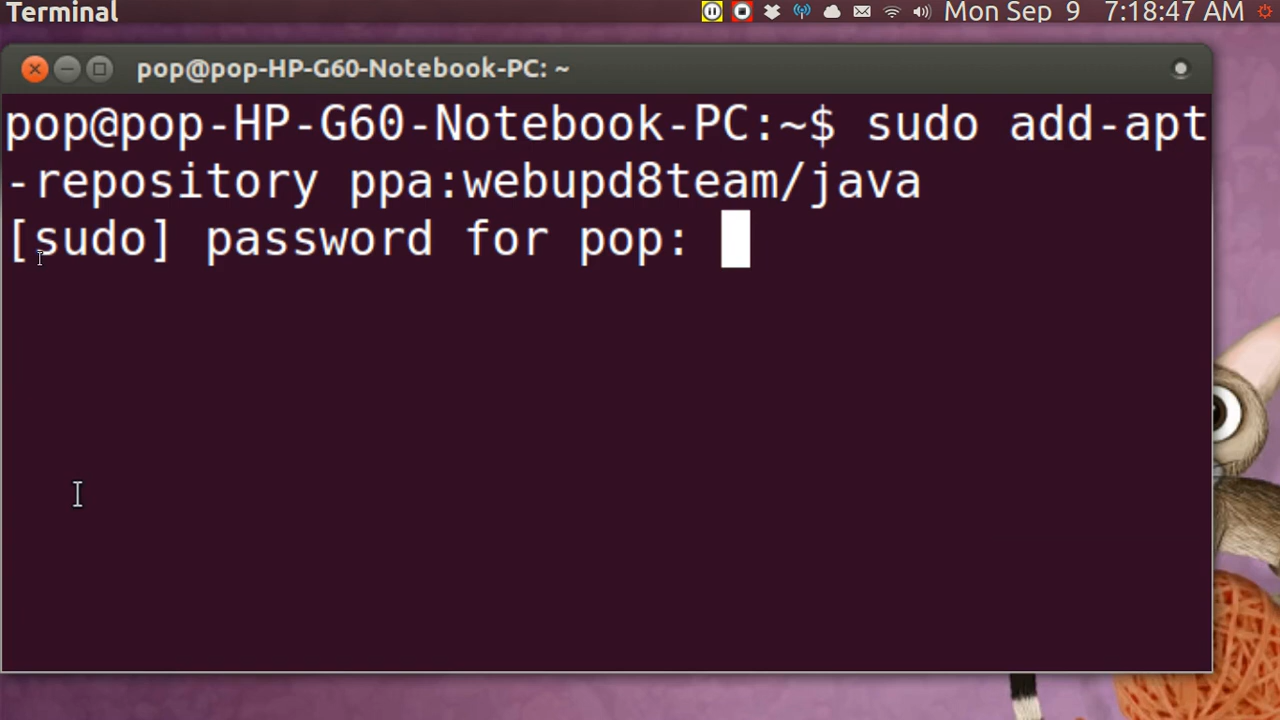 Terminal Mon Sep 9 7:18:47 AM
pop@pop-HP-G60-Notebook-PC: ~
pop@pop-HP-G60-Notebook-PC:~$ sudo add-apt
-repository ppa:webupd8team/java
[sudo] password for pop: